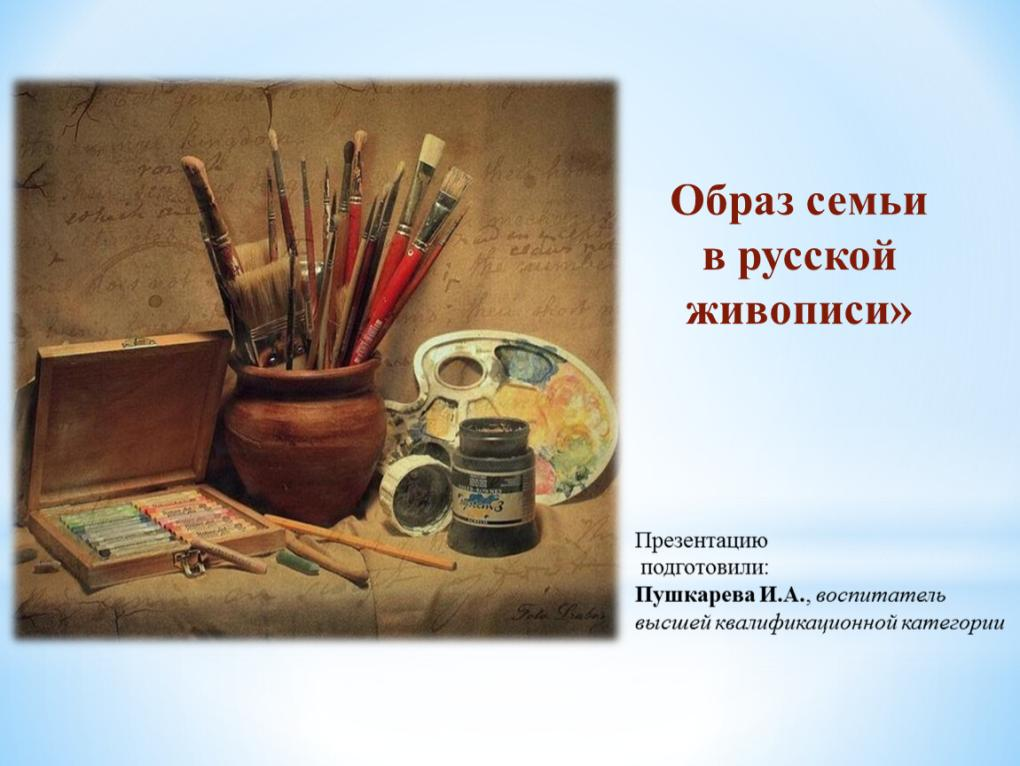 Образ семьи
в русской
живописи»
Презентацию
подготовили:
Пушкарева И.А., воспитатель
высшей квалификационной категории